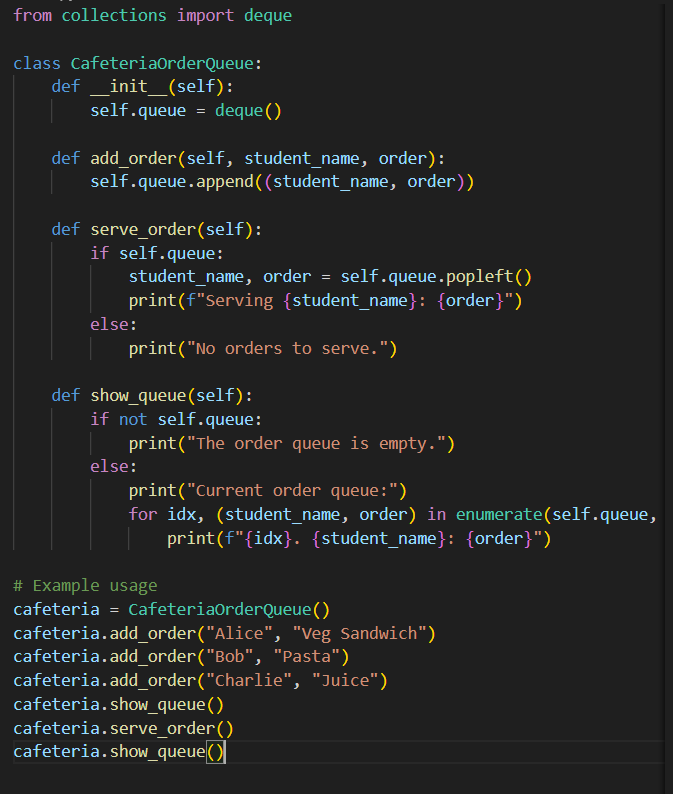 from collections import deque
class CafeteriaOrderQueue:
    def __init__(self):
        self.queue = deque()
    def add_order(self, student_name, order):
        self.queue.append((student_name, order))
    def serve_order(self):
        if self.queue:
            student_name, order = self.queue.popleft()
            print(f"Serving {student_name}: {order}")
        else:
            print("No orders to serve.")
    def show_queue(self):
        if not self.queue:
            print("The order queue is empty.")
        else:
            print("Current order queue:")
            for idx, (student_name, order) in enumerate(self.queue,
                print(f"{idx}. {student_name}: {order}")
# Example usage
cafeteria = CafeteriaOrderQueue()
cafeteria.add_order("Alice", "Veg Sandwich")
cafeteria.add_order("Bob", "Pasta")
cafeteria.add_order("Charlie", "Juice")
cafeteria.show_queue()
cafeteria.serve_order()
cafeteria.show_queue()